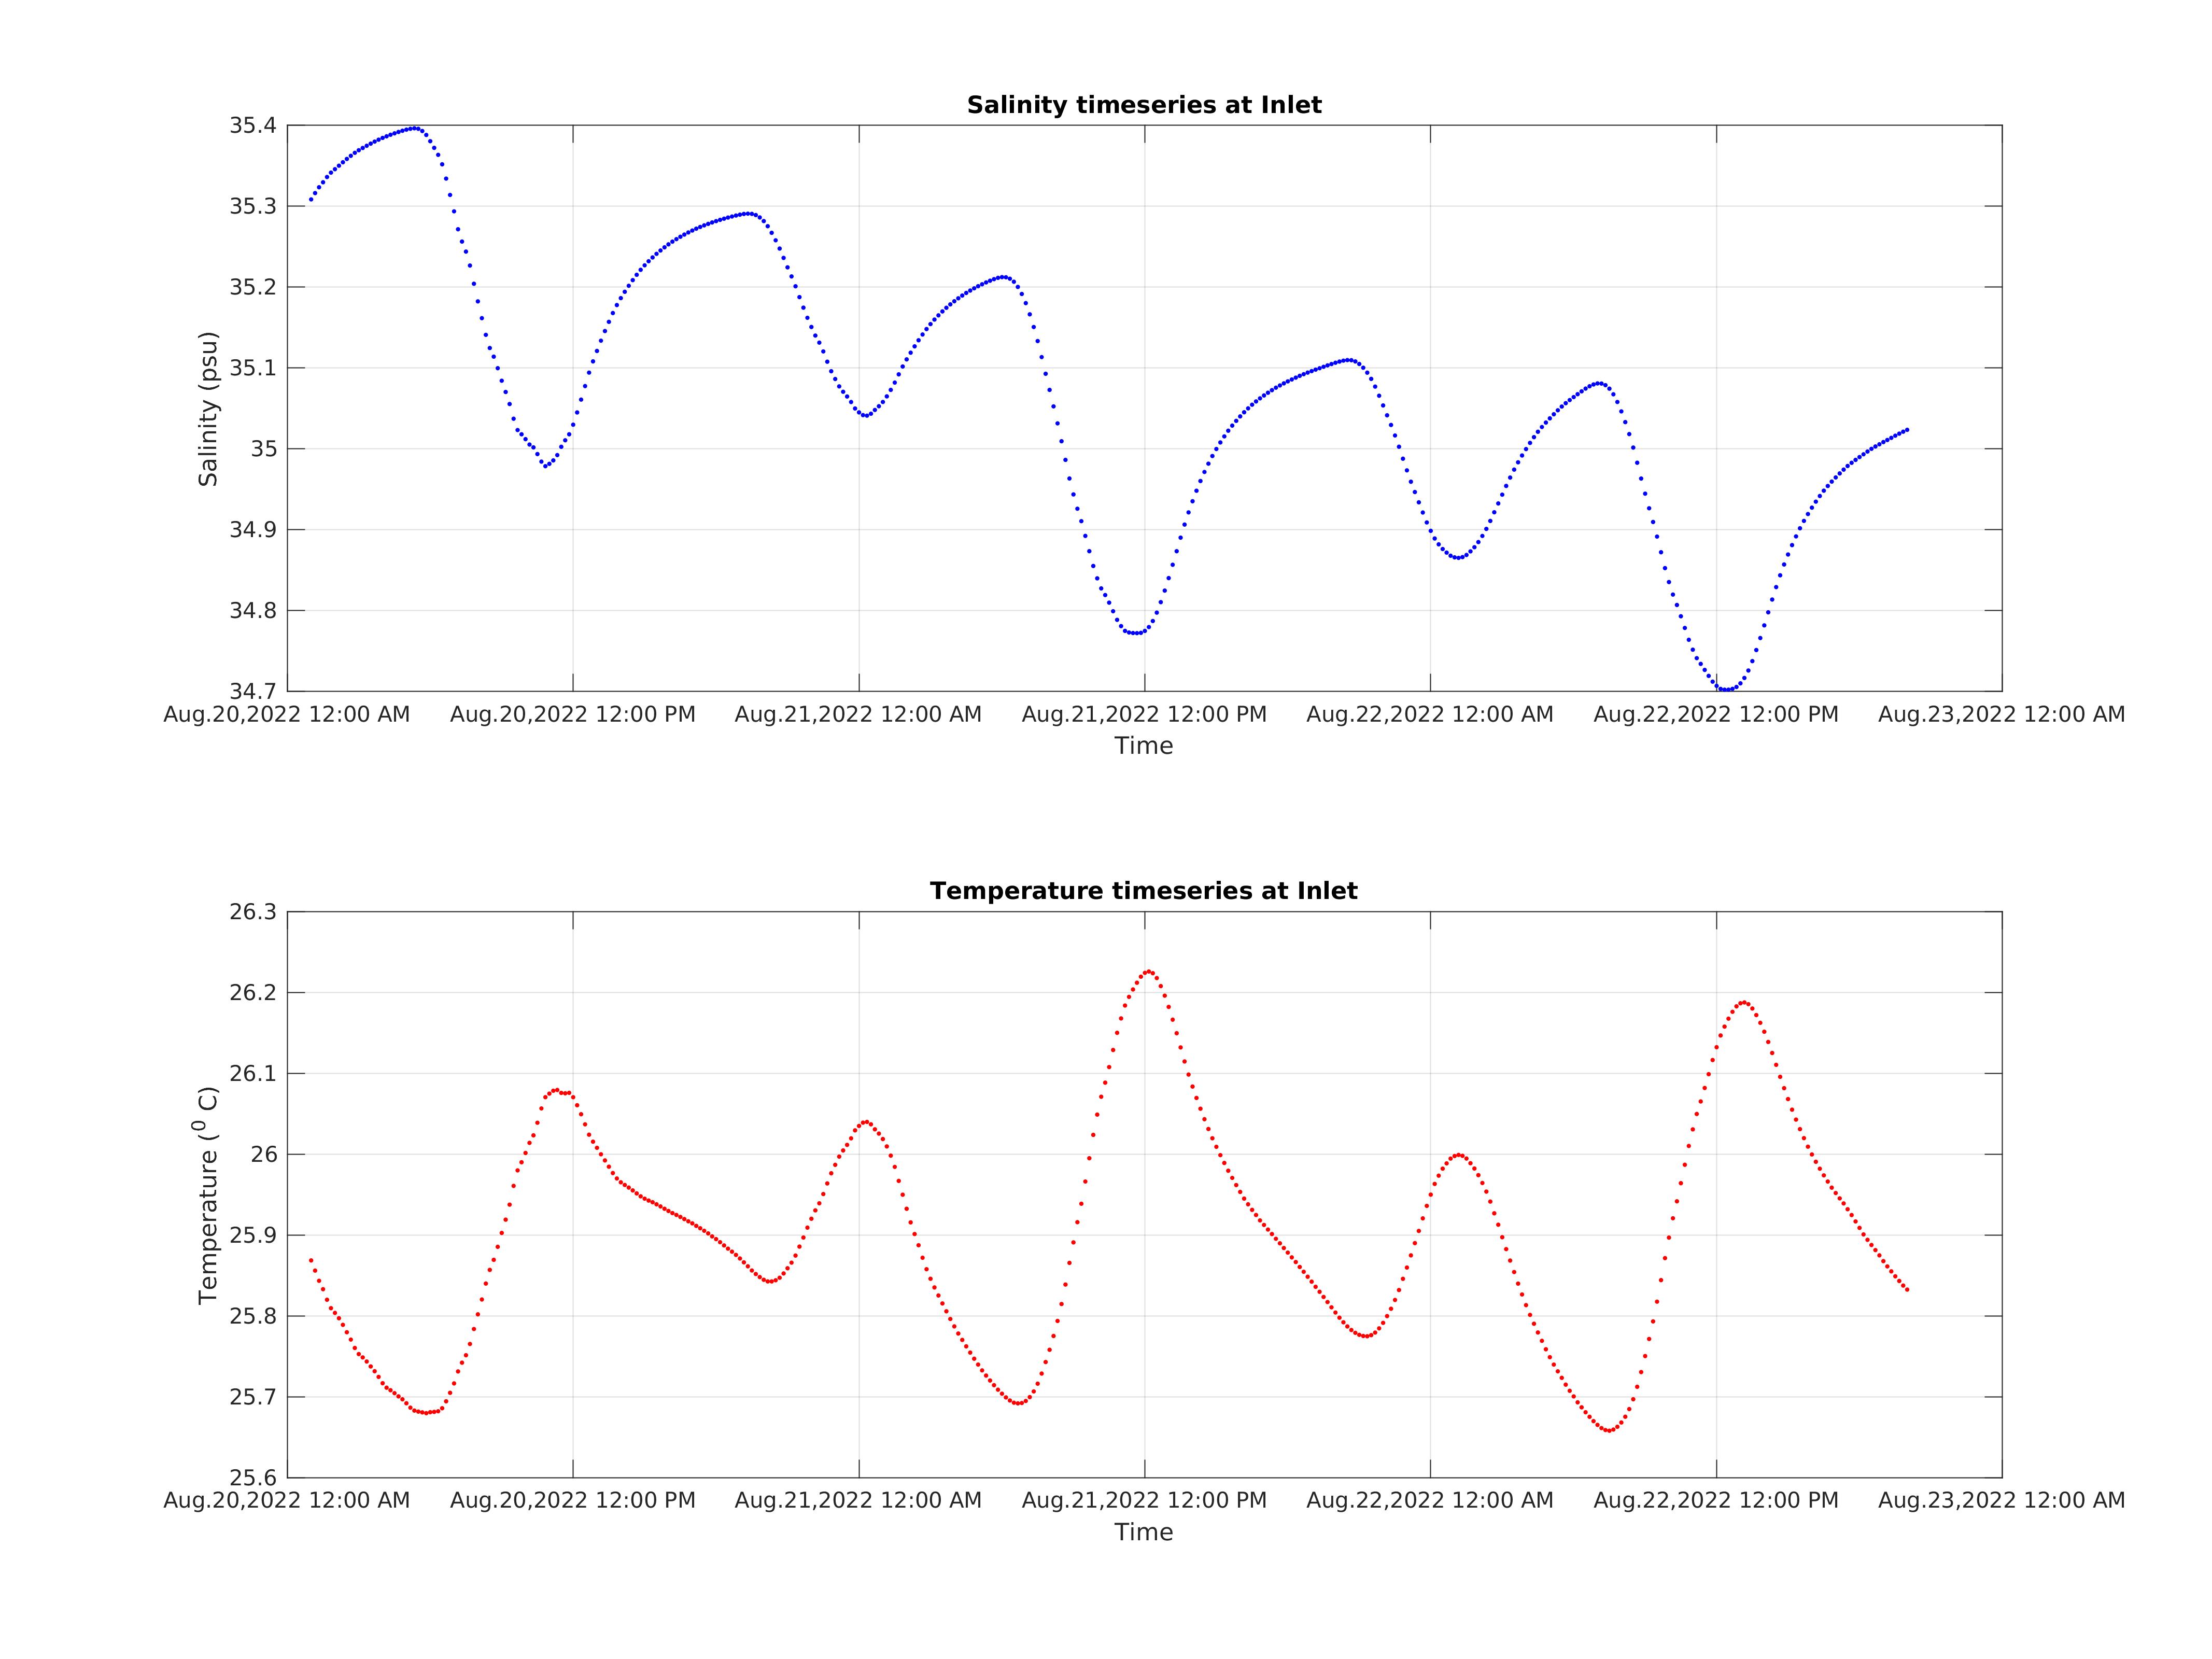 Salinity timeseries at Inlet
35.4
35.3
35.2
35.1
35
34.9
34.8
34.7
Salinity (psu)
Aug.20,2022 12:00 AM Aug.20,2022 12:00 PM Aug.21,2022 12:00 AM Aug.21,2022 12:00 PM Aug.22,2022 12:00 AM Aug.22,2022 12:00 PM Aug.23,2022 12:00 AM
Time
Temperature timeseries at Inlet
26.3
26.2
26.1
26
25.9
25.8
25.7
25.6
Temperature (⁰ C)
Aug.20,2022 12:00 AM Aug.20,2022 12:00 PM Aug.21,2022 12:00 AM Aug.21,2022 12:00 PM Aug.22,2022 12:00 AM Aug.22,2022 12:00 PM Aug.23,2022 12:00 AM
Time